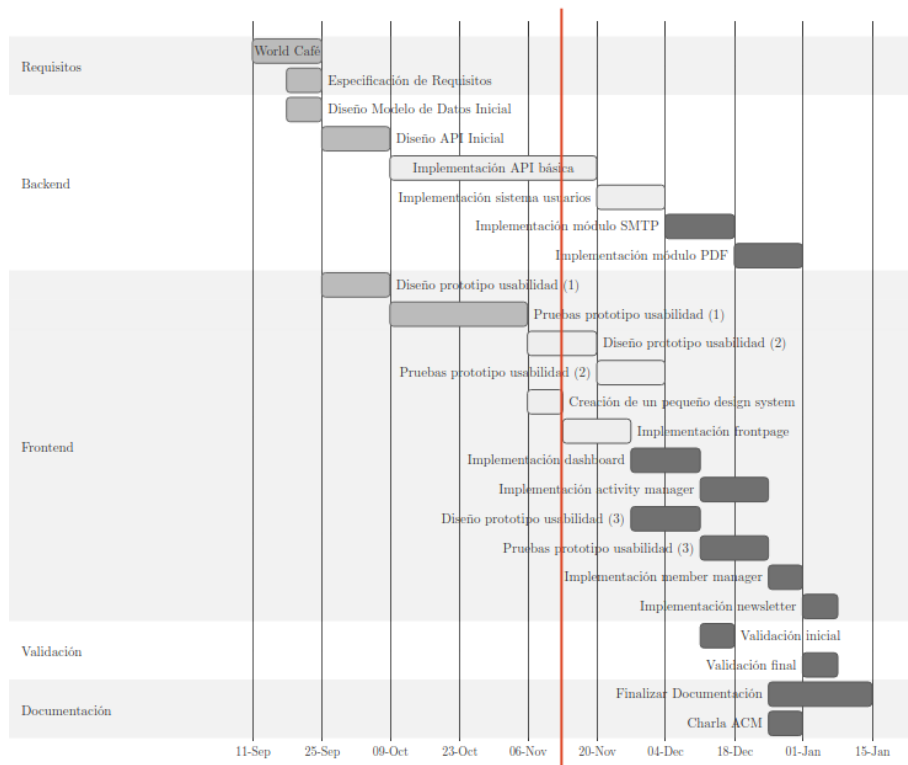 World Café
Requisitos
Especificación de Requisitos
Diseño Modelo de Datos Inicial
Diseño API Inicial
Implementación API básica
Backend
Implementación sistema usuarios
Implementación módulo SMTP
Implementación módulo PDF
Diseño prototipo usabilidad (1)
Pruebas prototipo usabilidad (1)
Diseño prototipo usabilidad (2)
Pruebas prototipo usabilidad (2)
Creación de un pequeño design system
Implementación frontpage
Frontend
Implementación dashboard
Implementación activity manager
Diseño prototipo usabilidad (3)
Pruebas prototipo usabilidad (3)
Implementación member manager
Implementación newsletter
Validación inicial
Validación
Validación final
Finalizar Documentación
Documentación
Charla ACM
11-Sep 25-Sep 09-Oct 23-Oct 06-Nov 20-Nov 04-Dec 18-Dec 01-Jan 15-Jan